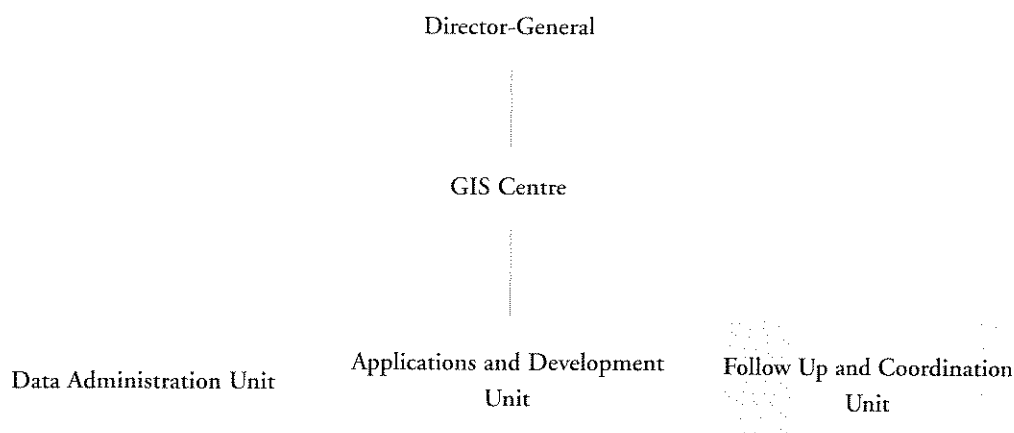 Director-General
GIS Centre
Data Administration Unit
Applications and Development
Unit
Follow Up and Coordination
Unit